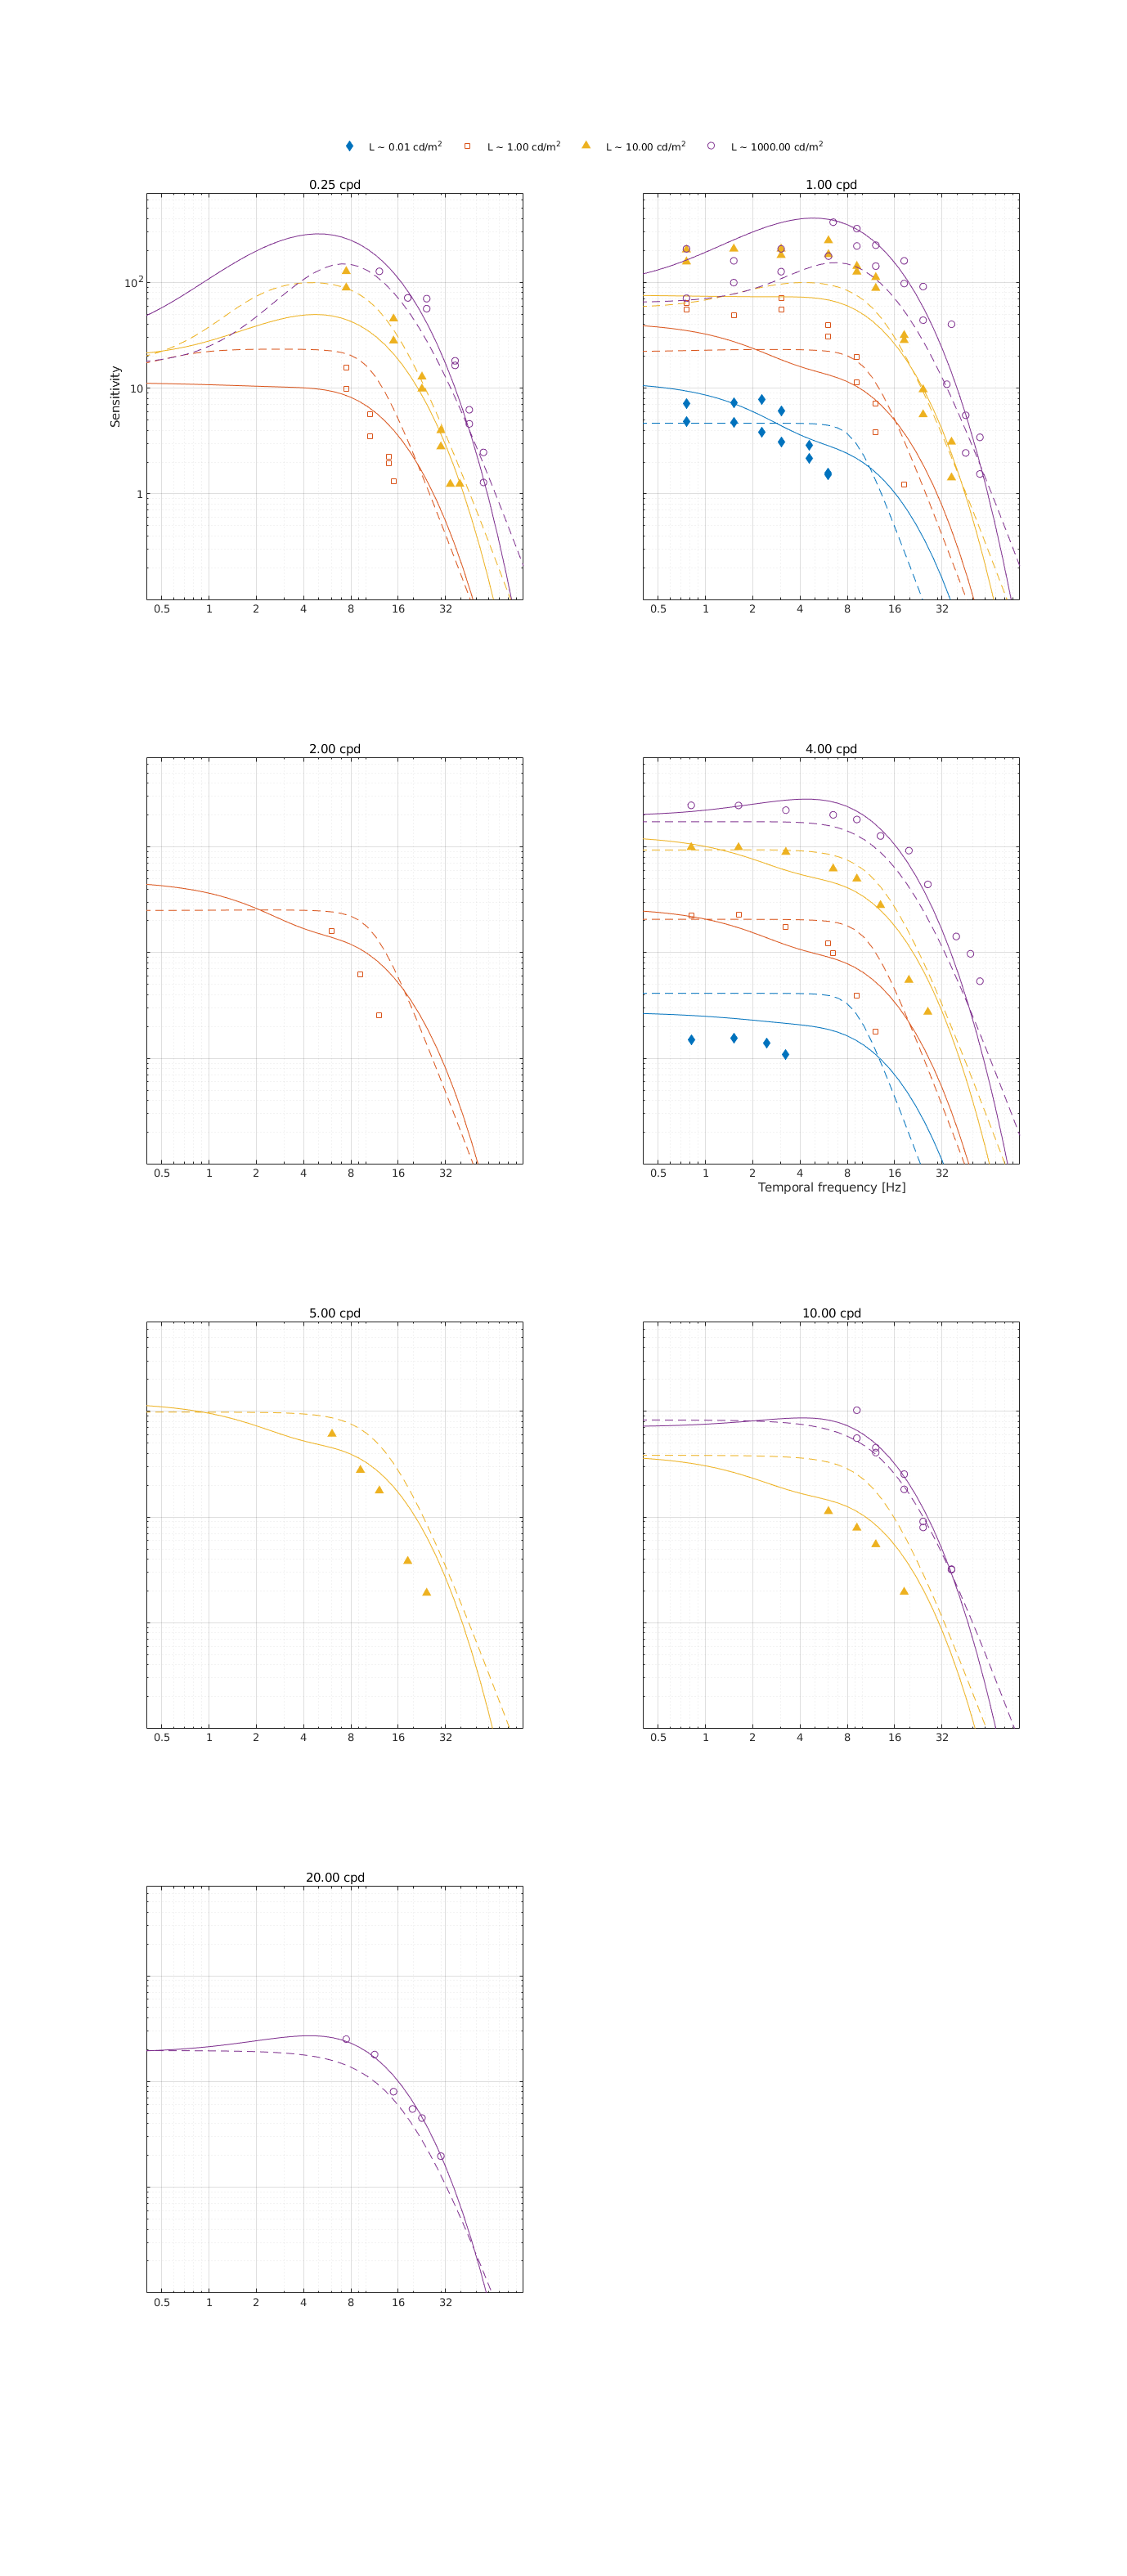 L ~ 0.01 cd/m²  L ~ 1.00 cd/m²  L ~ 10.00 cd/m²  L ~ 1000.00 cd/m²
0.25 cpd
Sensitivity
10²
10
1
0.5 1 2 4 8 16 32
1.00 cpd
0.5 1 2 4 8 16 32
2.00 cpd
0.5 1 2 4 8 16 32
4.00 cpd
0.5 1 2 4 8 16 32
Temporal frequency [Hz]
5.00 cpd
0.5 1 2 4 8 16 32
10.00 cpd
0.5 1 2 4 8 16 32
20.00 cpd
0.5 1 2 4 8 16 32